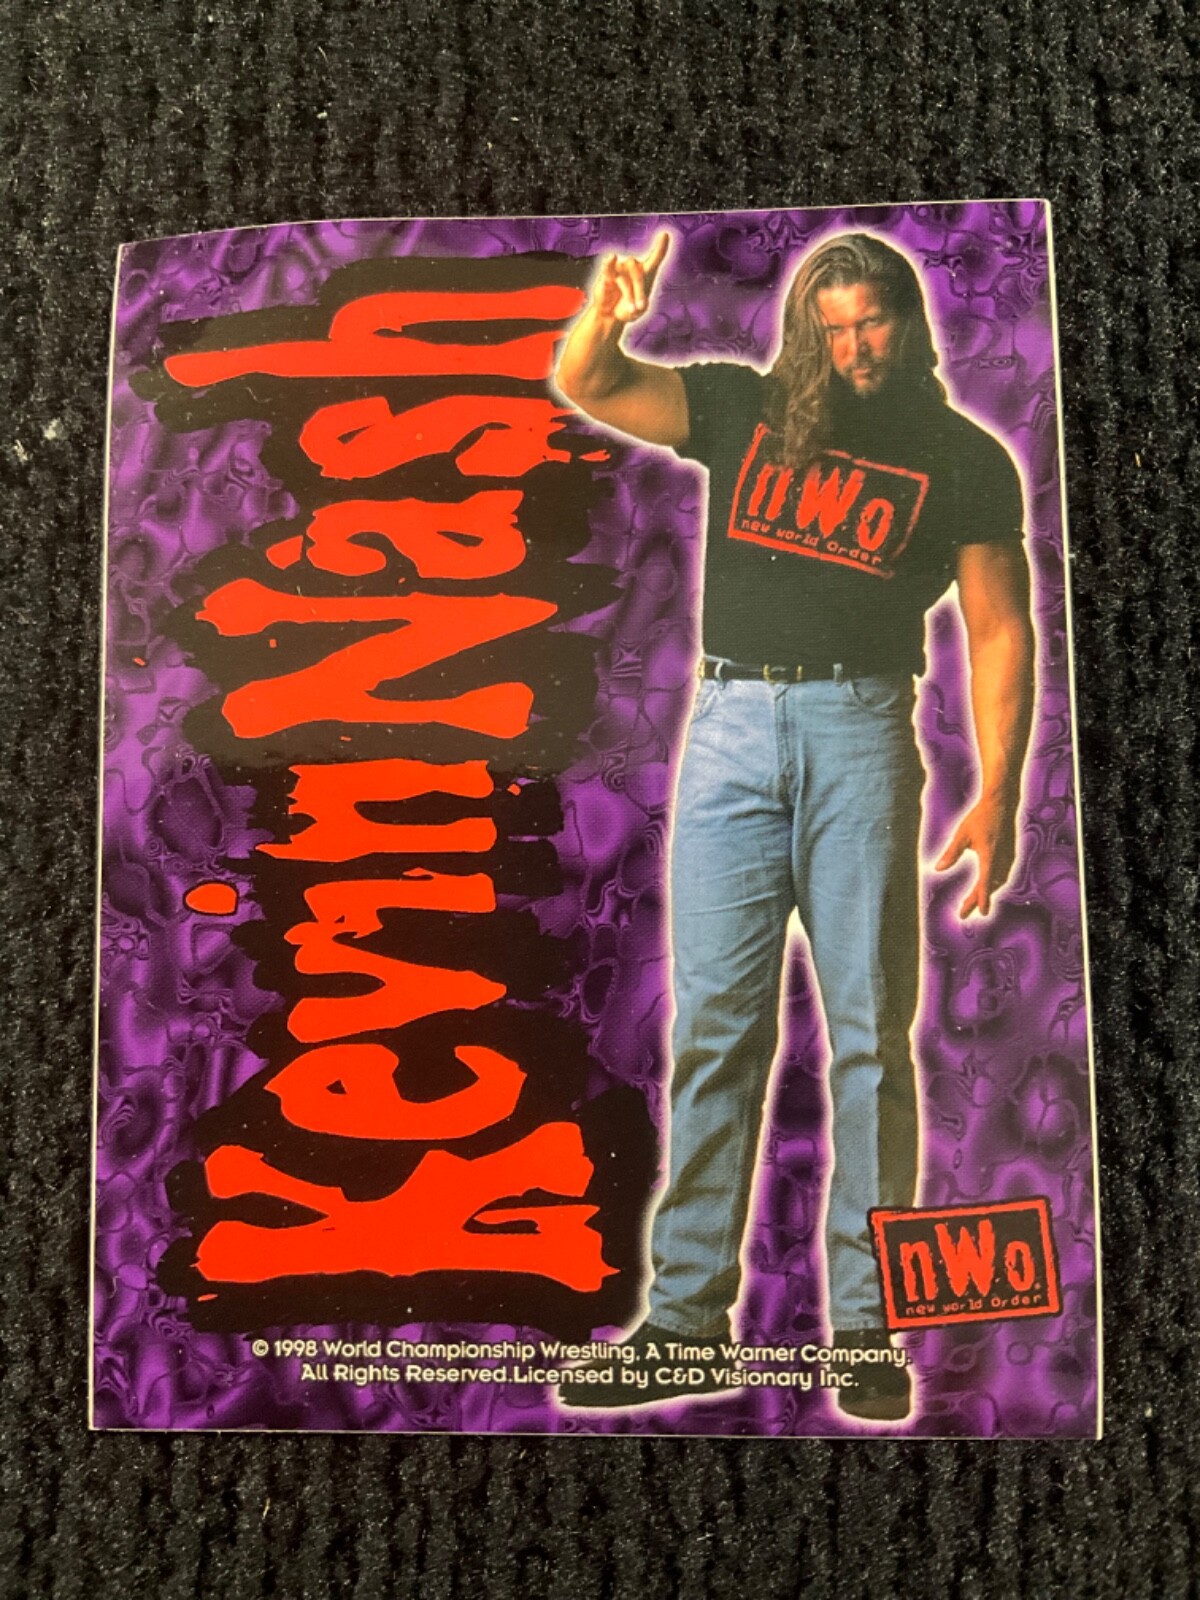 Kevin Nash
nWo
new world order
nWo
new world order
© 1998 World Championship Wrestling. A Time Warner Company.
All Rights Reserved.Licensed by C&D Visionary Inc.